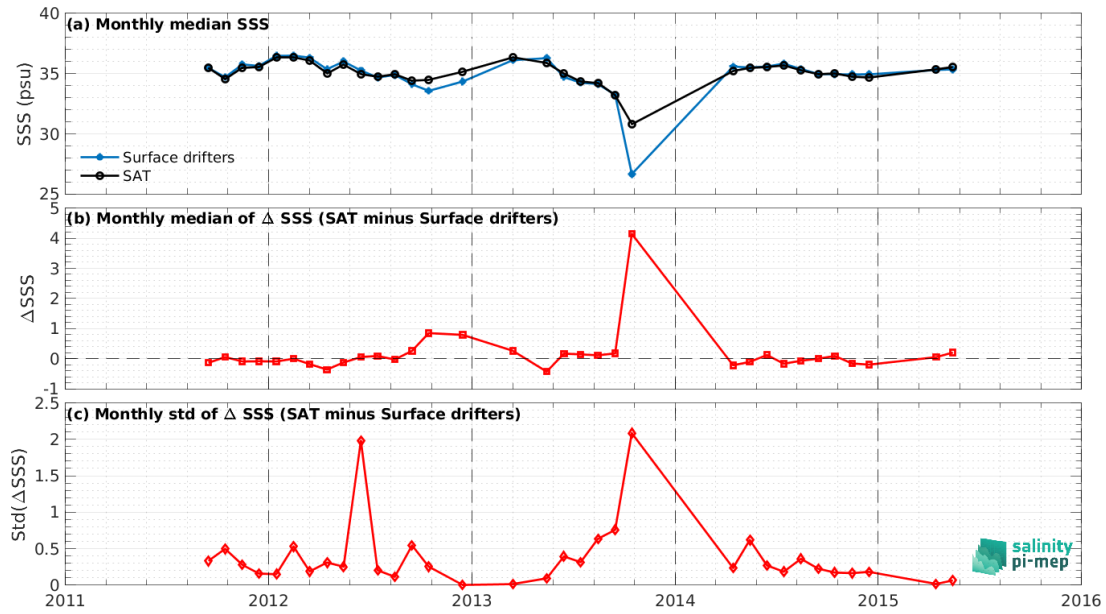 (a) Monthly median SSS
40
35
30
25
SSS (psu)
Surface drifters
SAT
(b) Monthly median of Δ SSS (SAT minus Surface drifters)
5
4
3
2
1
0
-1
ΔSSS
(c) Monthly std of Δ SSS (SAT minus Surface drifters)
2.5
2
1.5
1
0.5
0
Std(ΔSSS)
salinity
pi-mep
2011 2012 2013 2014 2015 2016